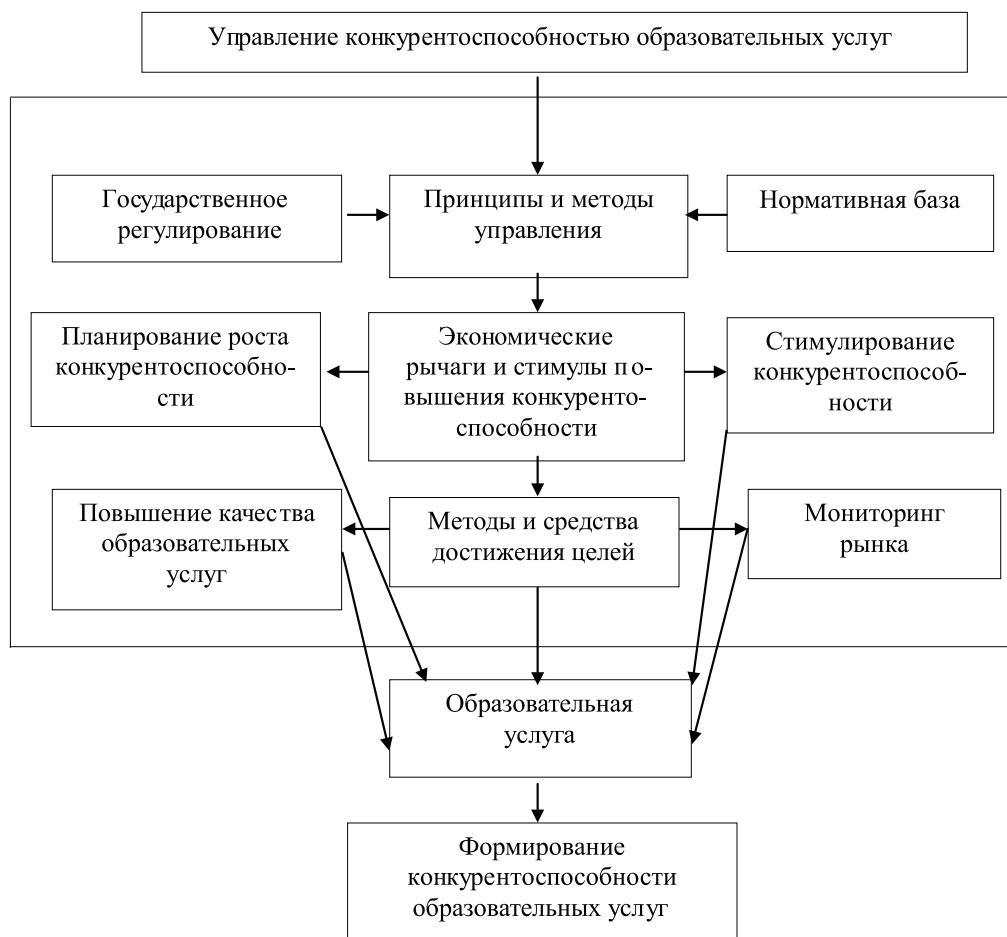 Управление конкурентоспособностью образовательных услуг
Государственное
регулирование
Принципы и методы
управления
Нормативная база
Планирование роста
конкурентоспособно-
сти
Экономические
рычаги и стимулы по-
вышения конкуренто-
способности
Стимулирование
конкурентоспособ-
ности
Повышение качества
образовательных
услуг
Методы и средства
достижения целей
Мониторинг
рынка
Образовательная
услуга
Формирование
конкурентоспособности
образовательных услуг